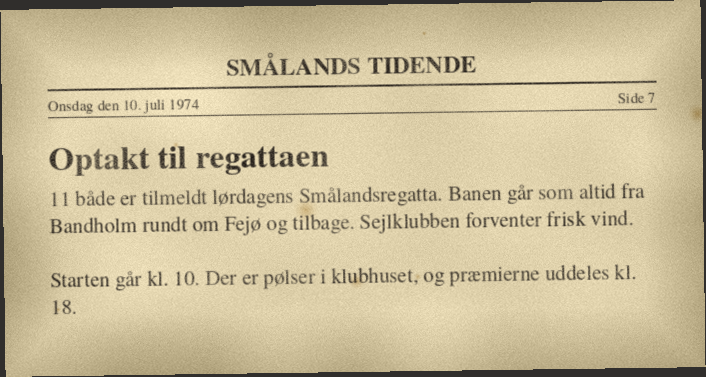 SMÅLANDS TIDENDE
Onsdag den 10. juli 1974
Side 7
Optakt til regattaen
11 både er tilmeldt lørdagens Smålandsregatta. Banen går som altid fra
Bandholm rundt om Fejø og tilbage. Sejlklubben forventer frisk vind.
Starten går kl. 10. Der er pølser i klubhuset, og præmierne uddeles kl.
18.